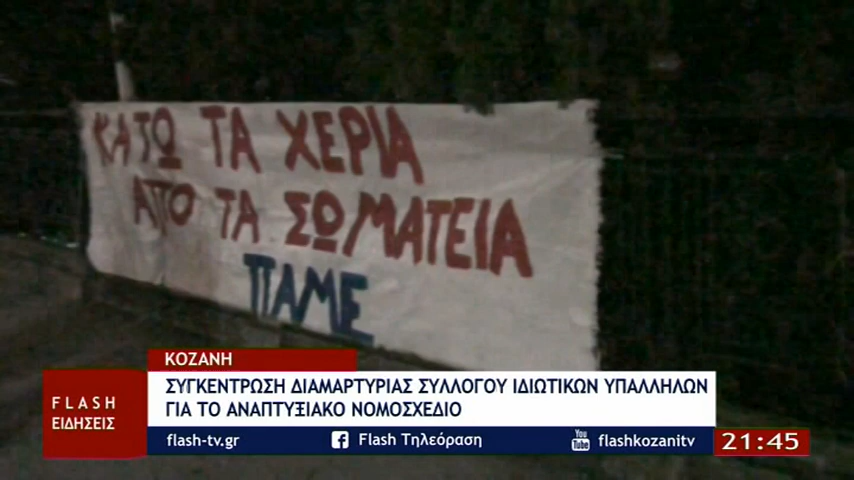 ΚΑΤΩ ΤΑ ΧΕΡΙΑ
ΑΠΟ ΤΑ ΣΩΜΑΤΕΙΑ
ΠΑΜΕ
ΚΟΖΑΝΗ
FLASH
ΕΙΔΗΣΕΙΣ
ΣΥΓΚΕΝΤΡΩΣΗ ΔΙΑΜΑΡΤΥΡΙΑΣ ΣΥΛΛΟΓΟΥ ΙΔΙΩΤΙΚΩΝ ΥΠΑΛΛΗΛΩΝ
ΓΙΑ ΤΟ ΑΝΑΠΤΥΞΙΑΚΟ ΝΟΜΟΣΧΕΔΙΟ
flash-tv.gr
f Flash Τηλεόραση
You Tube flashkozanitv
21:45